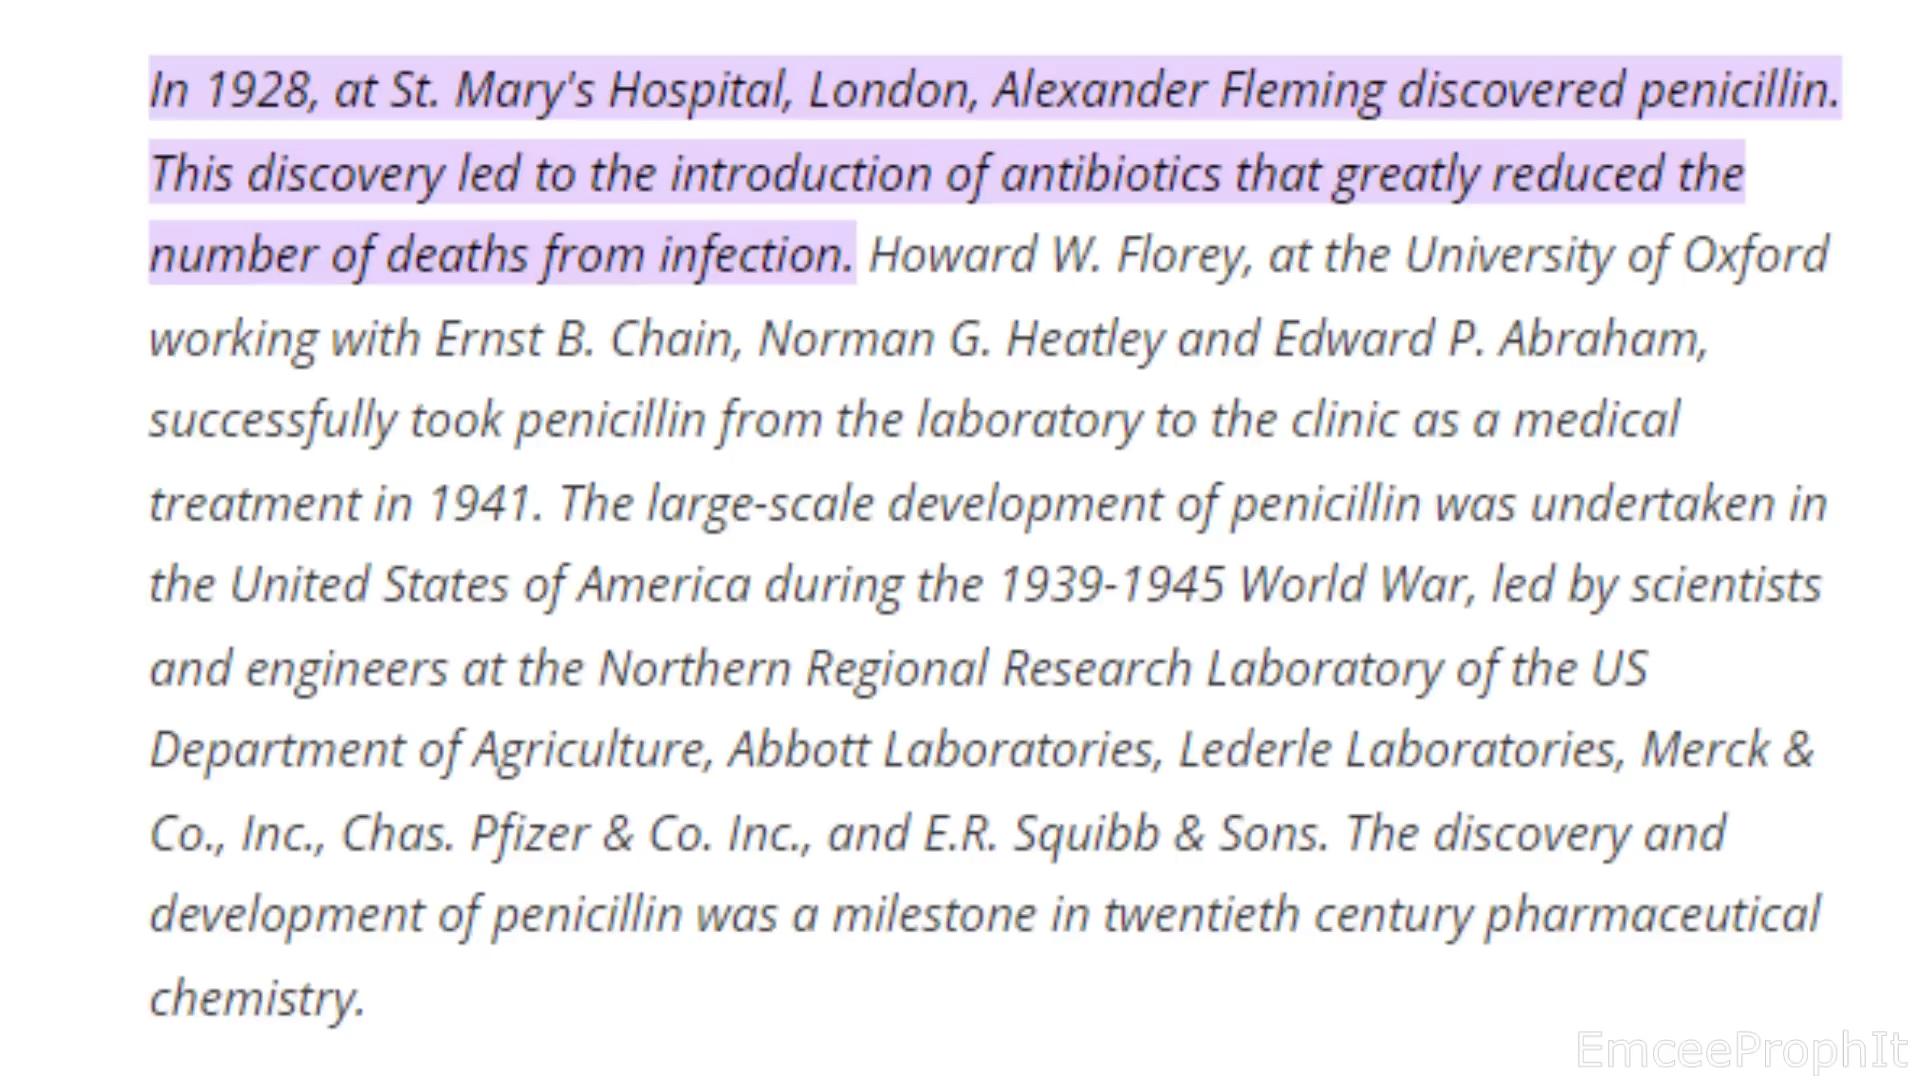 In 1928, at St. Mary's Hospital, London, Alexander Fleming discovered penicillin.
This discovery led to the introduction of antibiotics that greatly reduced the
number of deaths from infection. Howard W. Florey, at the University of Oxford
working with Ernst B. Chain, Norman G. Heatley and Edward P. Abraham,
successfully took penicillin from the laboratory to the clinic as a medical
treatment in 1941. The large-scale development of penicillin was undertaken in
the United States of America during the 1939-1945 World War, led by scientists
and engineers at the Northern Regional Research Laboratory of the US
Department of Agriculture, Abbott Laboratories, Lederle Laboratories, Merck &
Co., Inc., Chas. Pfizer & Co. Inc., and E.R. Squibb & Sons. The discovery and
development of penicillin was a milestone in twentieth century pharmaceutical
chemistry.
EmceeProphIt